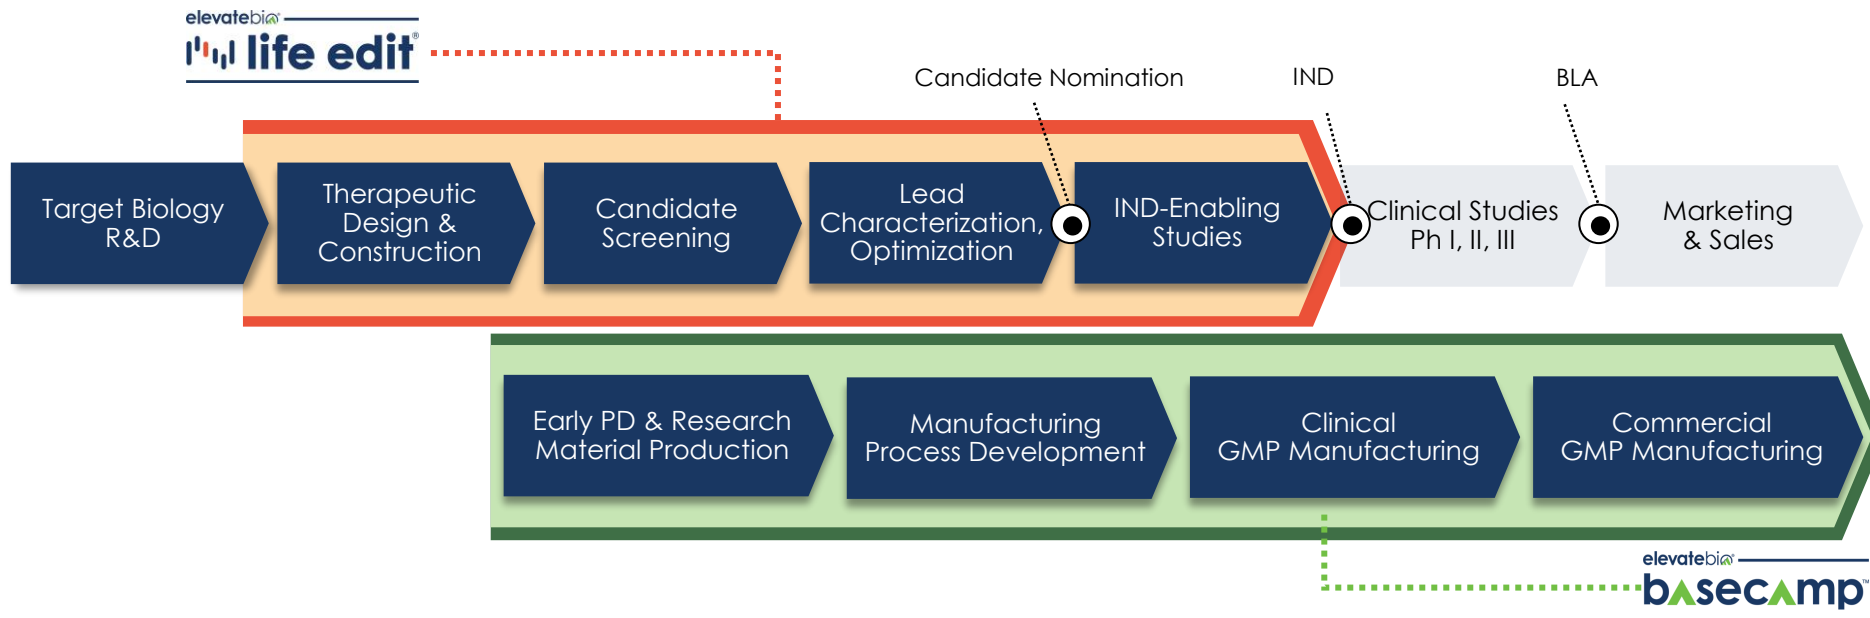 elevatebio
life edit®
Candidate Nomination
IND
BLA
Target Biology
R&D
Therapeutic
Design &
Construction
Candidate
Screening
Lead
Characterization,
Optimization
IND-Enabling
Studies
Clinical Studies
Ph I, II, III
Marketing
& Sales
Early PD & Research
Material Production
Manufacturing
Process Development
Clinical
GMP Manufacturing
Commercial
GMP Manufacturing
elevatebio
basecamp™